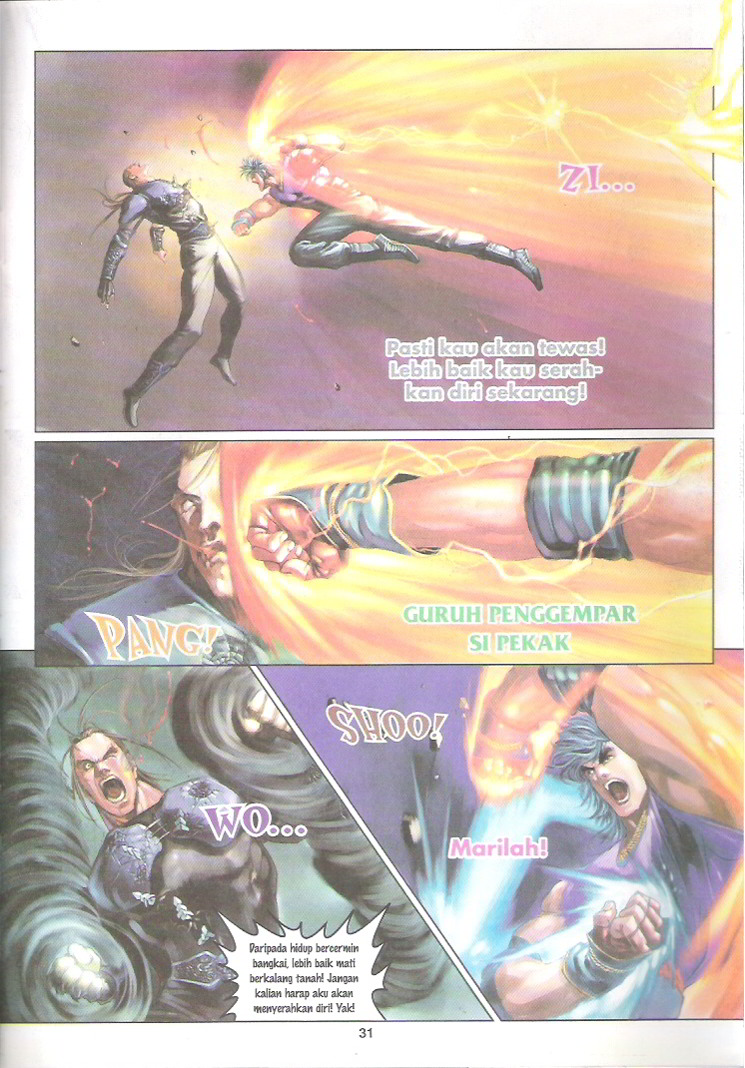 ZI...
Pasti kau akan tewas!
Lebih baik kau serah-
kan diri sekarang!
PANG!
GURUH PENGGEMPAR
SI PEKAK
SHOO!
WO...
Marilah!
Daripada hidup bercermin
bangkai, lebih baik mati
berkalang tanah! Jangan
kalian harap aku akan
menyerahkan diri! Yak!
31